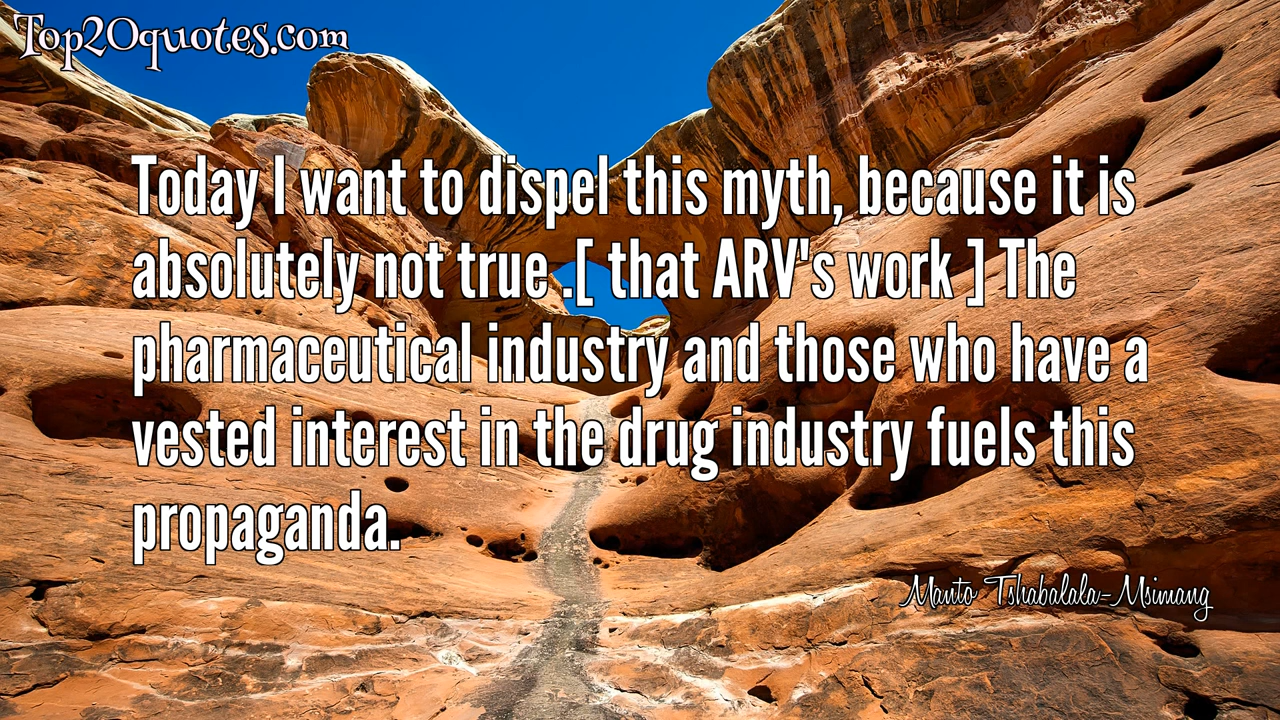 Top20quotes.com
Today I want to dispel this myth, because it is
absolutely not true .[ that ARV's work ] The
pharmaceutical industry and those who have a
vested interest in the drug industry fuels this
propaganda.
Manto Tshabalala-Msimang